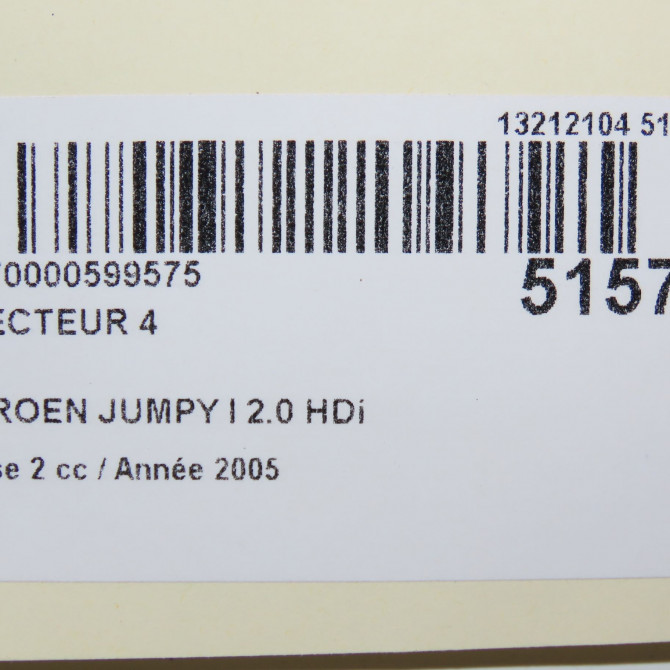 13212104 51
70000599575
5157
ECTEUR 4
ROEN JUMPY I 2.0 HDi
se 2 cc / Année 2005